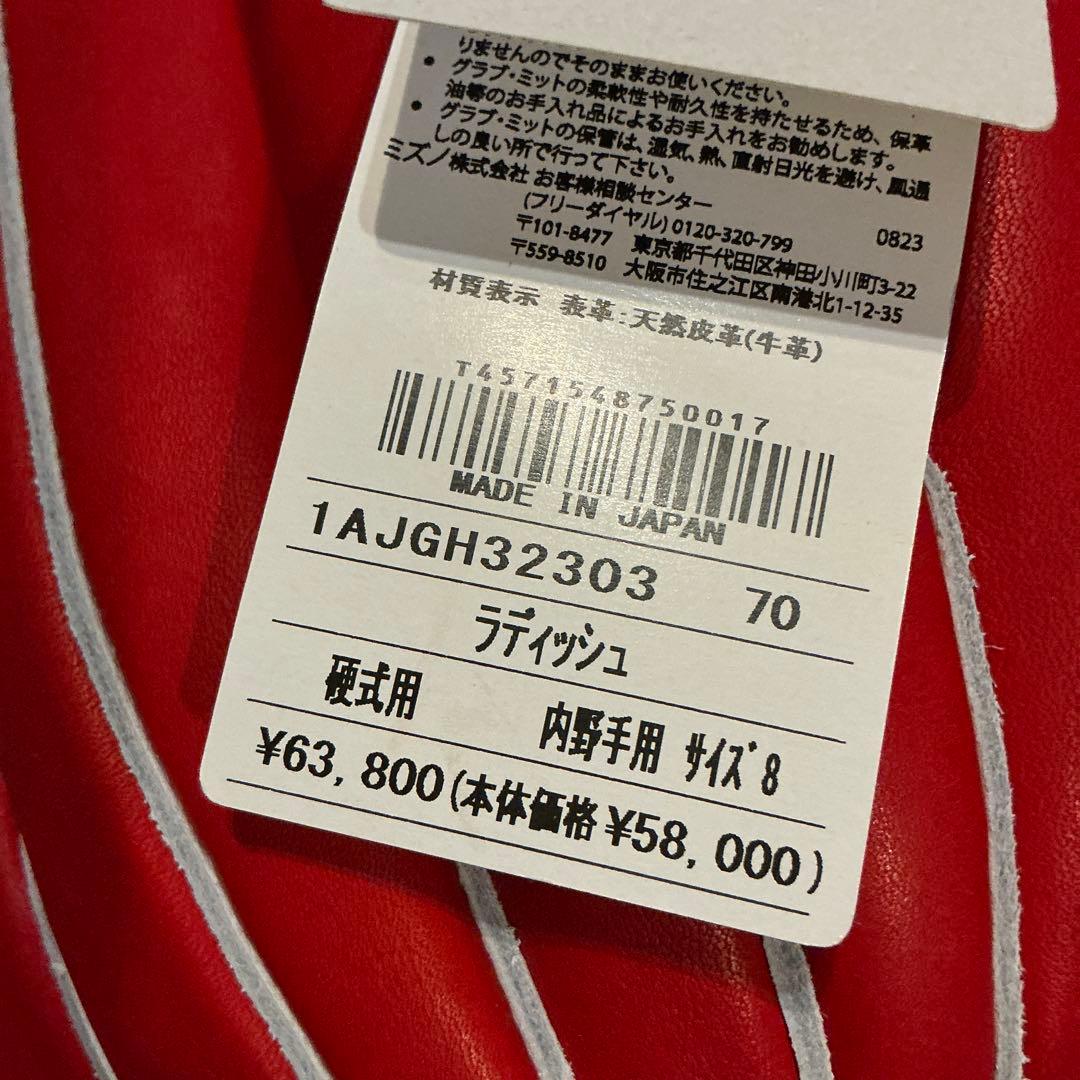 りませんのでそのままお使いください。
• グラブ・ミットの柔軟性や耐久性を持たせるため、保革
油等のお手入れ品によるお手入れをお勧めします。
• グラブ・ミットの保管は、湿気、熱、直射日光を避け、風通
しの良い所で行って下さい。
ミズノ株式会社 お客様相談センター
(フリーダイヤル) 0120-320-799 0823
〒101-8477 東京都千代田区神田小川町3-22
〒559-8510 大阪市住之江区南港北1-12-35
材質表示 表革:天然皮革(牛革)
T4571548750017
MADE IN JAPAN
1AJGH32303 70
ラディッシュ
硬式用 内野手用 サイズ8
¥63,800(本体価格¥58,000)